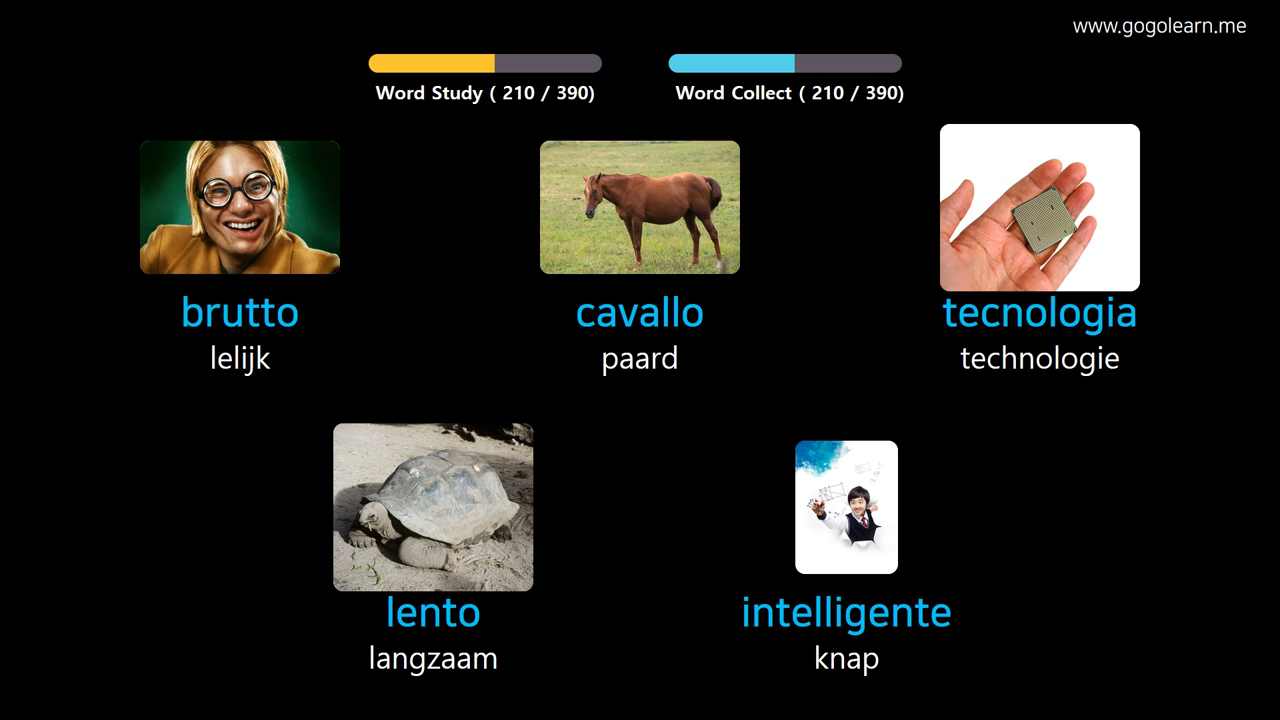 www.gogolearn.me
Word Study ( 210 / 390)
Word Collect ( 210 / 390)
brutto
lelijk
cavallo
paard
tecnologia
technologie
lento
langzaam
intelligente
knap